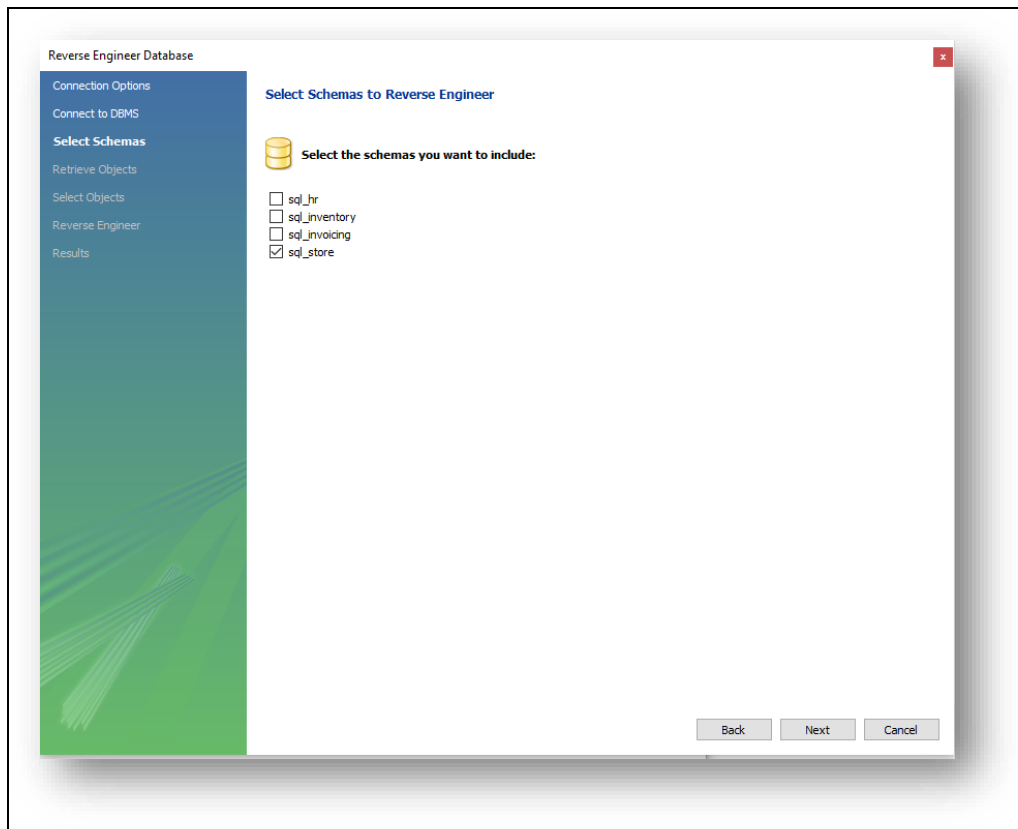 Reverse Engineer Database
x
Connection Options
Connect to DBMS
Select Schemas
Retrieve Objects
Select Objects
Reverse Engineer
Results
Select Schemas to Reverse Engineer
Select the schemas you want to include:
sql_hr
sql_inventory
sql_invoicing
sql_store
Back Next Cancel